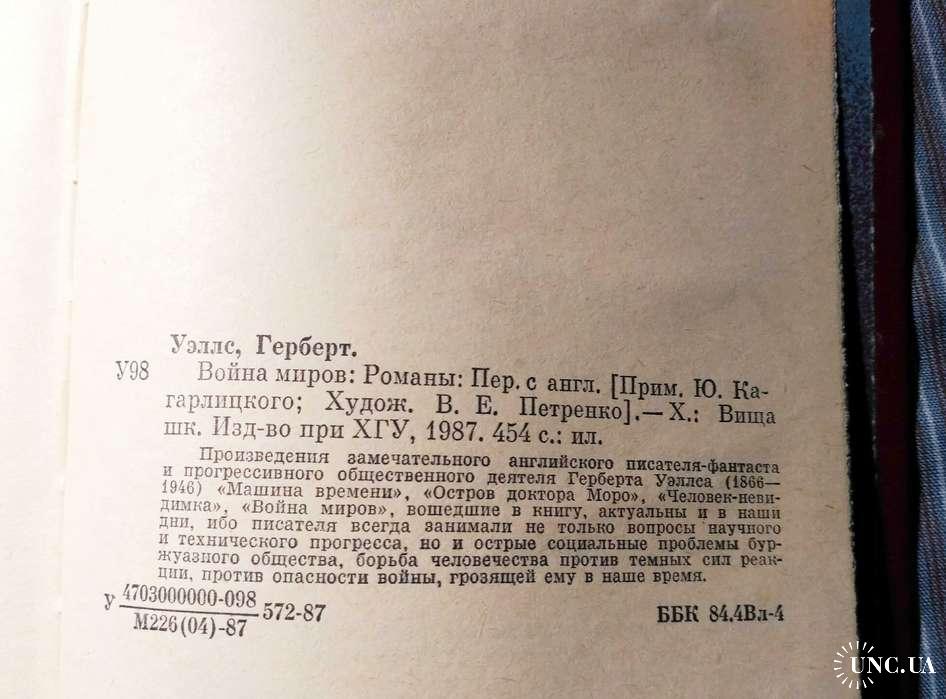 Уэллс, Герберт.
У98 Война миров: Романы: Пер. с англ. [Прим. Ю. Ка-
гарлицкого; Худож. В. Е. Петренко].— Х.: Вища
шк. Изд-во при ХГУ, 1987. 454 с.: ил.
Произведения замечательного английского писателя-фантаста
и прогрессивного общественного деятеля Герберта Уэллса (1866—
1946) «Машина времени», «Остров доктора Моро», «Человек-неви-
димка», «Война миров», вошедшие в книгу, актуальны и в наши
дни, ибо писателя всегда занимали не только вопросы научного
и технического прогресса, но и острые социальные проблемы бур-
жуазного общества, борьба человечества против темных сил реак-
ции, против опасности войны, грозящей ему в наше время.
У 4703000000-098 572-87
М226(04)-87
ББК 84.4Вл-4
UNC.UA